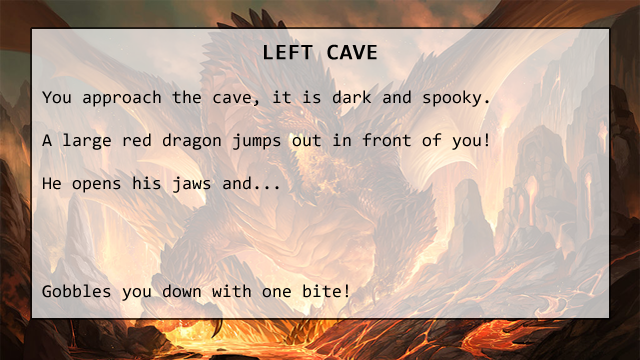 LEFT CAVE
You approach the cave, it is dark and spooky.
A large red dragon jumps out in front of you!
He opens his jaws and...
Gobbles you down with one bite!